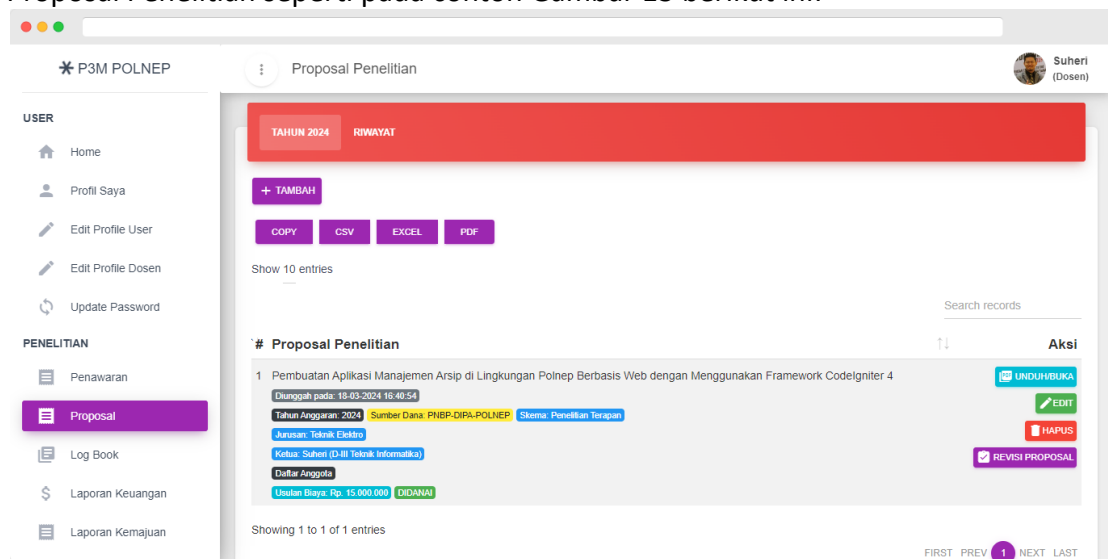 Proposal Penelitian seperti pada contoh Gambar 13 berikut ini.
P3M POLNEP
Proposal Penelitian
Suheri
(Dosen)
USER
Home
Profil Saya
Edit Profile User
Edit Profile Dosen
Update Password
PENELITIAN
Penawaran
Proposal
Log Book
Laporan Keuangan
Laporan Kemajuan
TAHUN 2024 RIWAYAT
+ TAMBAH
COPY CSV EXCEL PDF
Show 10 entries
Search records
# Proposal Penelitian Aksi
1 Pembuatan Aplikasi Manajemen Arsip di Lingkungan Polnep Berbasis Web dengan Menggunakan Framework CodeIgniter 4
Diunggah pada: 18-03-2024 16:40:54
Tahun Anggaran: 2024 Sumber Dana: PNBP-DIPA-POLNEP Skema: Penelitian Terapan
Jurusan: Teknik Elektro
Ketua: Suheri (D-III Teknik Informatika)
Daftar Anggota
Usulan Biaya: Rp. 15.000.000 DIDANAI
UNDUH/BUKA
EDIT
HAPUS
REVISI PROPOSAL
Showing 1 to 1 of 1 entries
FIRST PREV 1 NEXT LAST